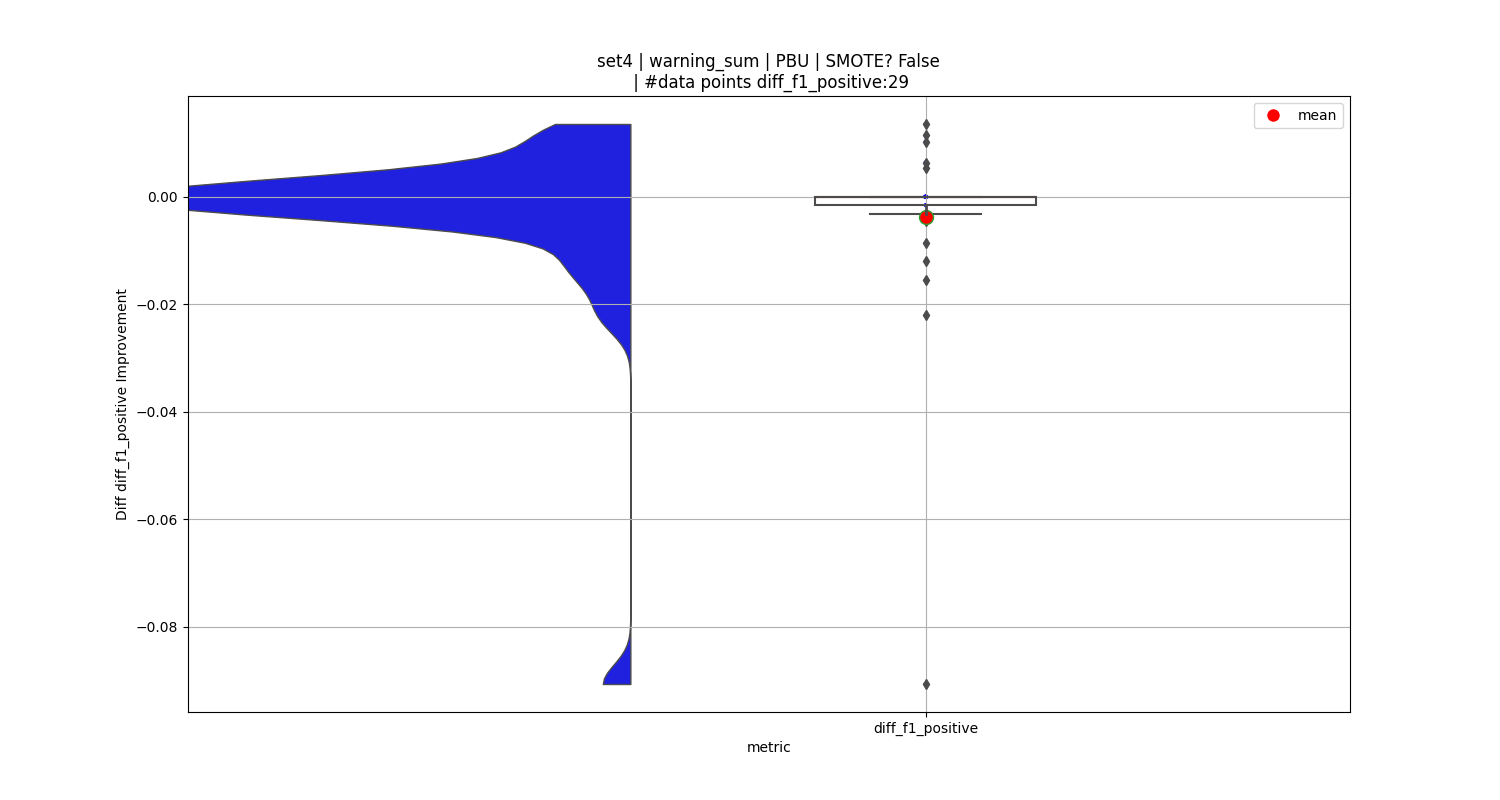 set4 | warning_sum | PBU | SMOTE? False
| #data points diff_f1_positive:29
mean
0.00
−0.02
−0.04
−0.06
−0.08
Diff diff_f1_positive Improvement
diff_f1_positive
metric